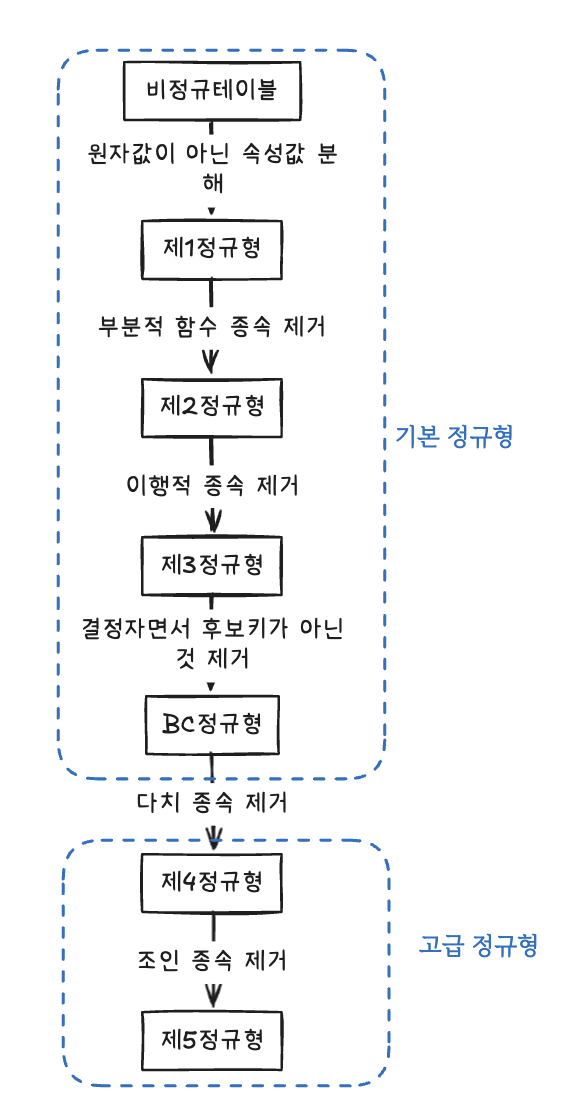 비정규테이블
원자값이 아닌 속성값 분
해
제1정규형
부분적 함수 종속 제거
제2정규형
기본 정규형
이행적 종속 제거
제3정규형
결정자면서 후보키가 아닌
것 제거
BC정규형
다치 종속 제거
제4정규형
고급 정규형
조인 종속 제거
제5정규형